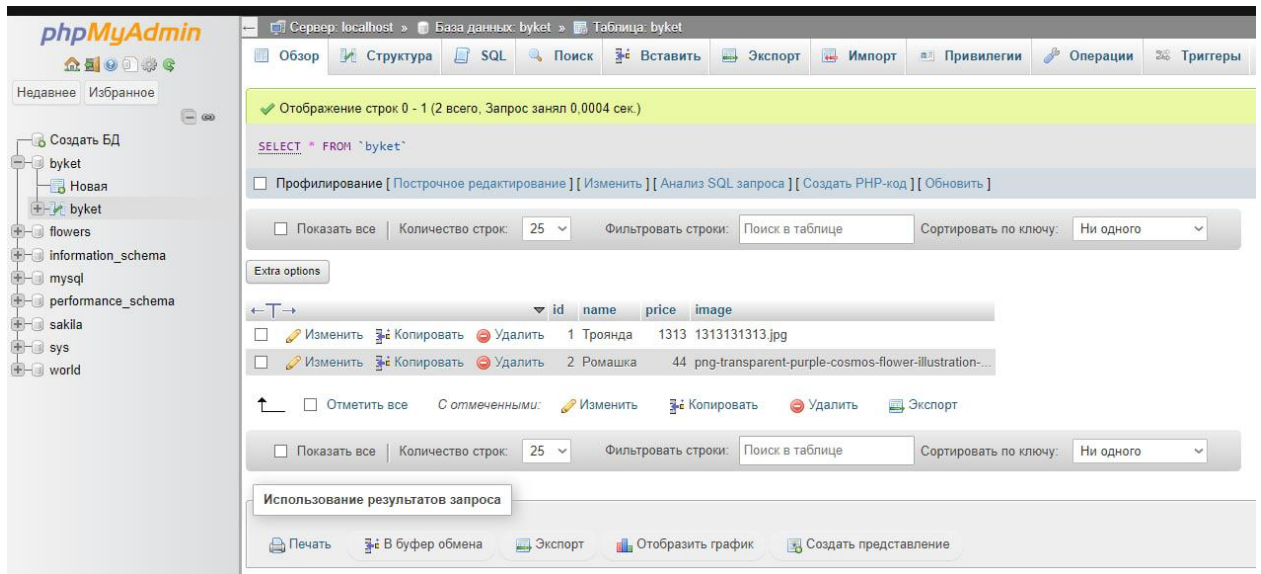 phpMyAdmin
Недавнее Избранное
Создать БД
byket
Новая
byket
flowers
information_schema
mysql
performance_schema
sakila
sys
world
← Сервер: localhost » База данных: byket » Таблица: byket
Обзор Структура SQL Поиск Вставить Экспорт Импорт Привилегии Операции Триггеры
Отображение строк 0 - 1 (2 всего, Запрос занял 0,0004 сек.)
SELECT * FROM `byket`
Профилирование [ Построчное редактирование ] [ Изменить ] [ Анализ SQL запроса ] [ Создать PHP-код ] [ Обновить ]
Показать все | Количество строк: 25 Фильтровать строки: Поиск в таблице Сортировать по ключу: Ни одного
Extra options
←T→ id name price image
Изменить Копировать Удалить 1 Троянда 1313 1313131313.jpg
Изменить Копировать Удалить 2 Ромашка 44 png-transparent-purple-cosmos-flower-illustration-...
Отметить все С отмеченными: Изменить Копировать Удалить Экспорт
Показать все | Количество строк: 25 Фильтровать строки: Поиск в таблице Сортировать по ключу: Ни одного
Использование результатов запроса
Печать В буфер обмена Экспорт Отобразить график Создать представление